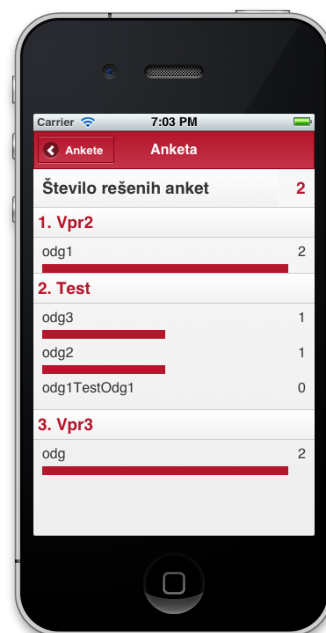 Carrier 7:03 PM
Ankete Anketa
Število rešenih anket 2
1. Vpr2
odg1 2
2. Test
odg3 1
odg2 1
odg1TestOdg1 0
3. Vpr3
odg 2